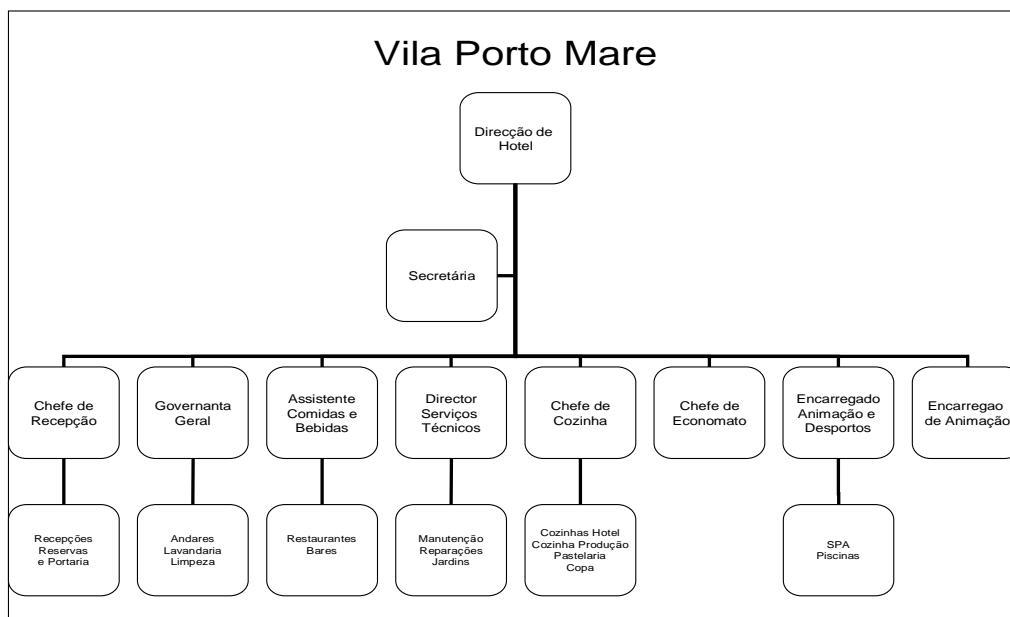 Vila Porto Mare
Direcção de
Hotel
Secretária
Chefe de
Recepção
Governanta
Geral
Assistente
Comidas e
Bebidas
Director
Serviços
Técnicos
Chefe de
Cozinha
Chefe de
Economato
Encarregado
Animação e
Desportos
Encarregao
de Animação
Recepções
Reservas
e Portaria
Andares
Lavandaria
Limpeza
Restaurantes
Bares
Manutenção
Reparações
Jardins
Cozinhas Hotel
Cozinha Produção
Pastelaria
Copa
SPA
Piscinas